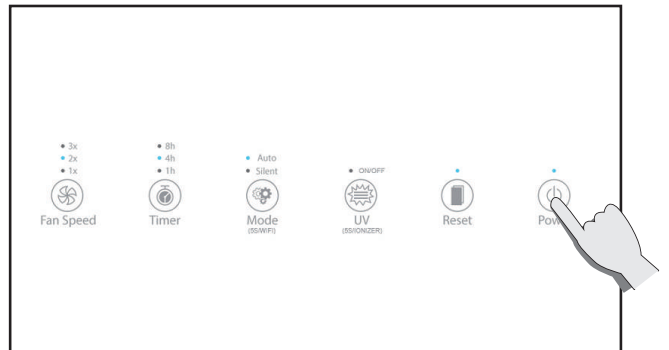 3x
2x
1x
Fan Speed
8h
4h
1h
Timer
Auto
Silent
Mode
(5S/WIFI)
ON/OFF
UV
(5S/IONIZER)
Reset
Pow